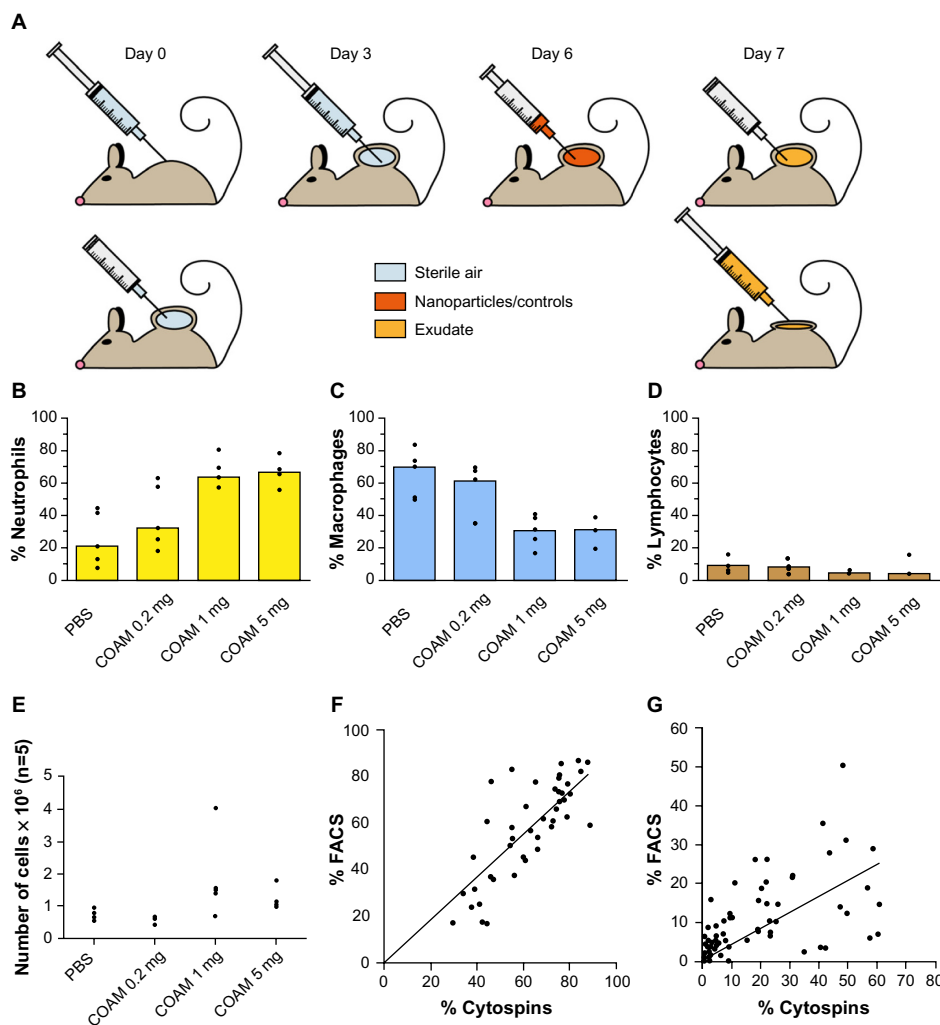 A
Day 0
Day 3
Day 6
Day 7
Sterile air
Nanoparticles/controls
Exudate
B
% Neutrophils
100
80
60
40
20
0
PBS
COAM 0.2 mg
COAM 1 mg
COAM 5 mg
C
% Macrophages
100
80
60
40
20
0
PBS
COAM 0.2 mg
COAM 1 mg
COAM 5 mg
D
% Lymphocytes
100
80
60
40
20
0
PBS
COAM 0.2 mg
COAM 1 mg
COAM 5 mg
E
Number of cells × 10⁶ (n=5)
5
4
3
2
1
0
PBS
COAM 0.2 mg
COAM 1 mg
COAM 5 mg
F
% FACS
100
80
60
40
20
0
0 20 40 60 80 100
% Cytospins
G
% FACS
60
50
40
30
20
10
0
0 10 20 30 40 50 60 70 80
% Cytospins